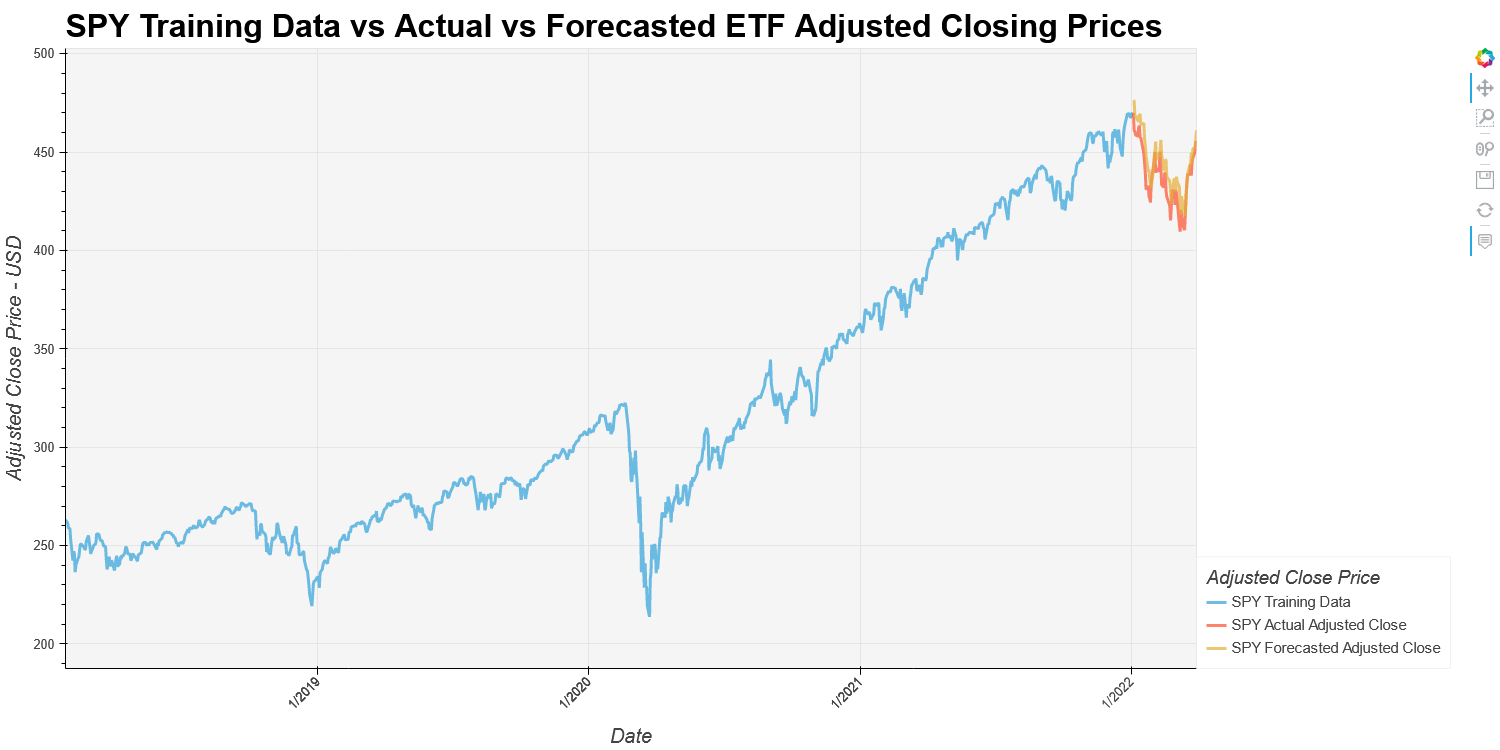 SPY Training Data vs Actual vs Forecasted ETF Adjusted Closing Prices
Adjusted Close Price - USD
500
450
400
350
300
250
200
1/2019
1/2020
1/2021
1/2022
Date
Adjusted Close Price
SPY Training Data
SPY Actual Adjusted Close
SPY Forecasted Adjusted Close